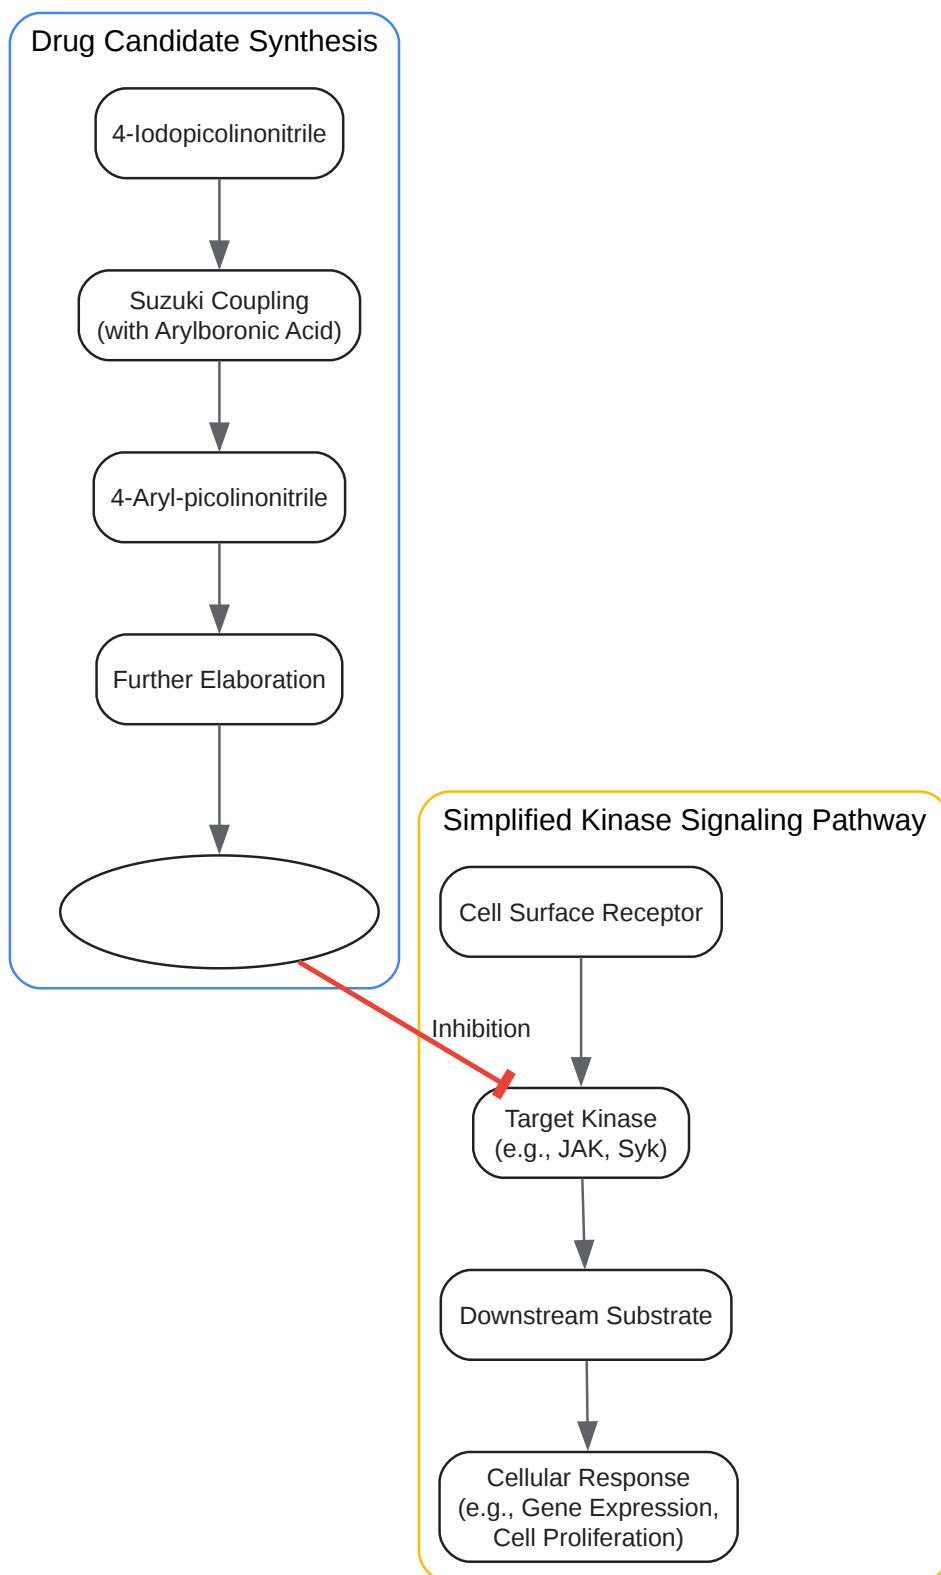 Drug Candidate Synthesis
4-Iodopicolinonitrile
Suzuki Coupling
(with Arylboronic Acid)
4-Aryl-picolinonitrile
Further Elaboration
Simplified Kinase Signaling Pathway
Cell Surface Receptor
Inhibition
Target Kinase
(e.g., JAK, Syk)
Downstream Substrate
Cellular Response
(e.g., Gene Expression,
Cell Proliferation)